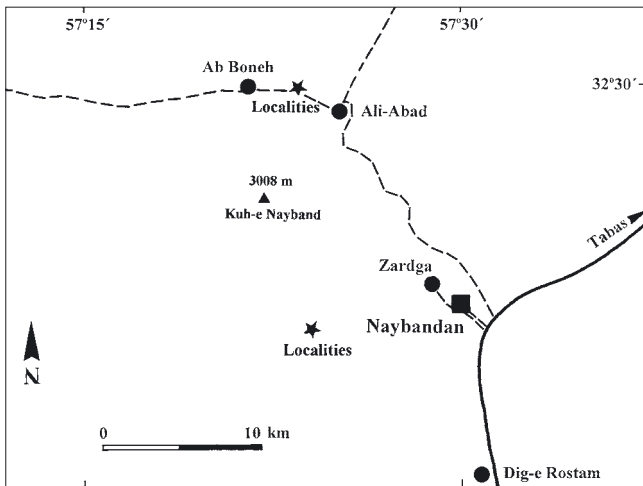 57°15´
57°30´
Ab Boneh
32°30´
Localities
Ali-Abad
3008 m
Kuh-e Nayband
Tabas
Zardga
Naybandan
Localities
N
0 10 km
Dig-e Rostam